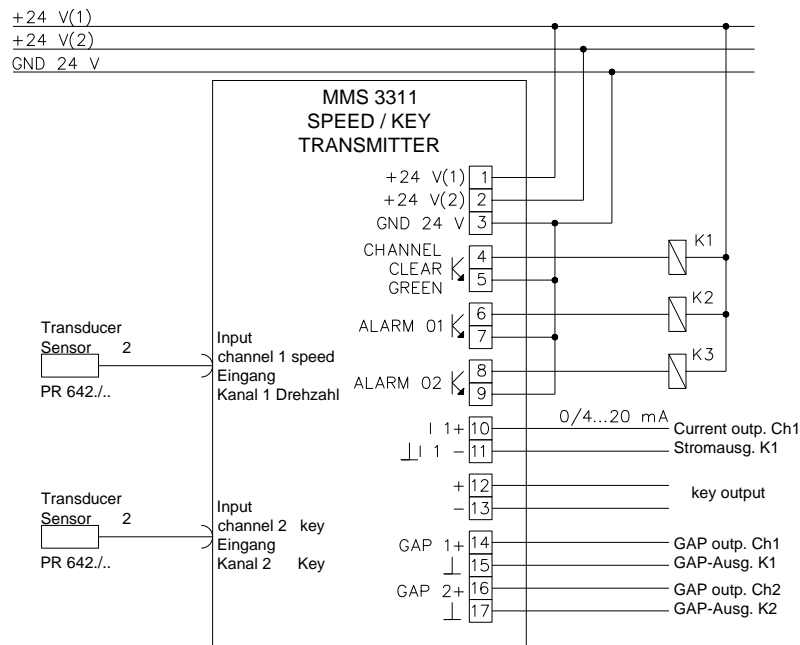 +24 V(1)
+24 V(2)
GND 24 V
MMS 3311
SPEED / KEY
TRANSMITTER
+24 V(1) 1
+24 V(2) 2
GND 24 V 3
CHANNEL
CLEAR
GREEN
4
5
K1
ALARM 01
6
7
K2
ALARM 02
8
9
K3
Transducer
Sensor 2
PR 642./..
Input
channel 1 speed
Eingang
Kanal 1 Drehzahl
I 1+ 10
I 1 - 11
0/4...20 mA
Current outp. Ch1
Stromausg. K1
+ 12
- 13
key output
Transducer
Sensor 2
PR 642./..
Input
channel 2 key
Eingang
Kanal 2 Key
GAP 1+ 14
15
GAP 2+ 16
17
GAP outp. Ch1
GAP-Ausg. K1
GAP outp. Ch2
GAP-Ausg. K2